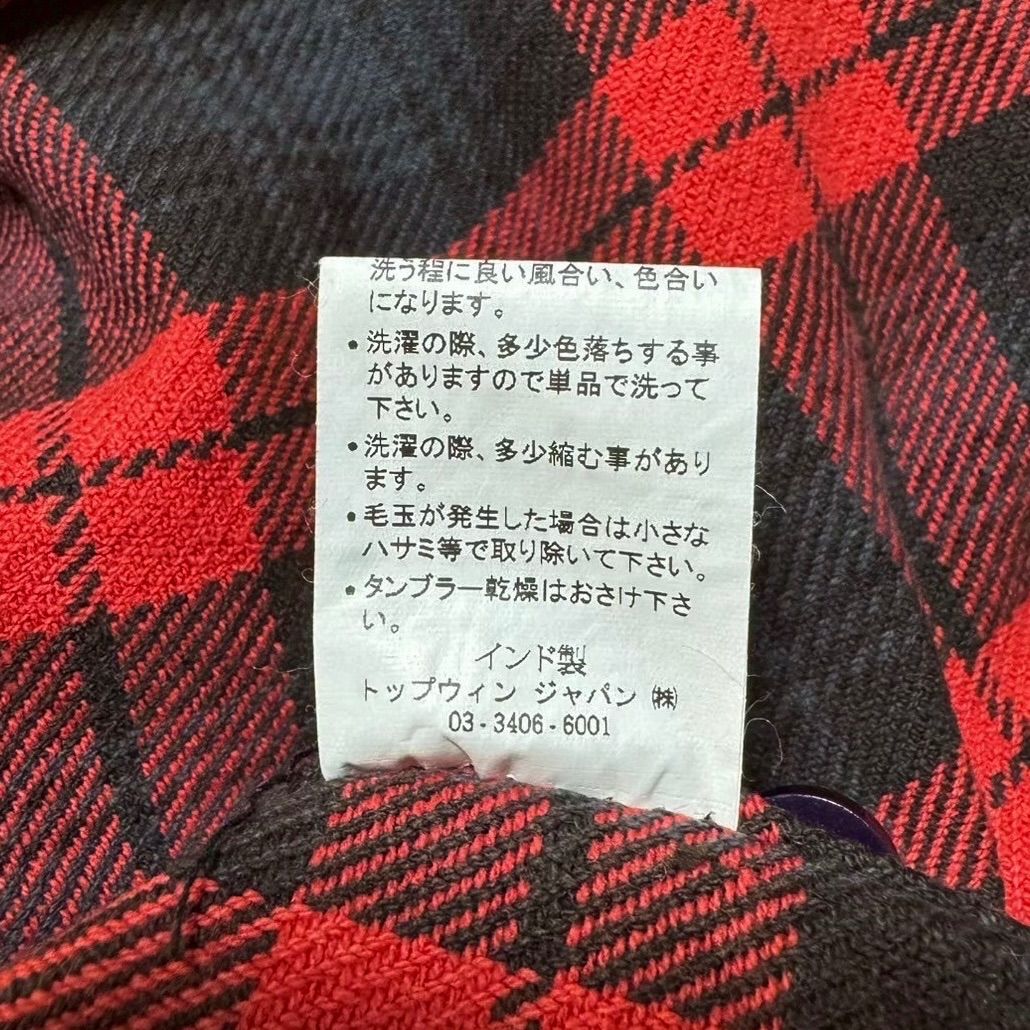 洗う程に良い風合い、色合い
になります。
• 洗濯の際、多少色落ちする事
がありますので単品で洗って
下さい。
• 洗濯の際、多少縮む事があり
ます。
• 毛玉が発生した場合は小さな
ハサミ等で取り除いて下さい。
• タンブラー乾燥はおさけ下さ
い。
インド製
トップウィン ジャパン ㈱
03 - 3406 - 6001